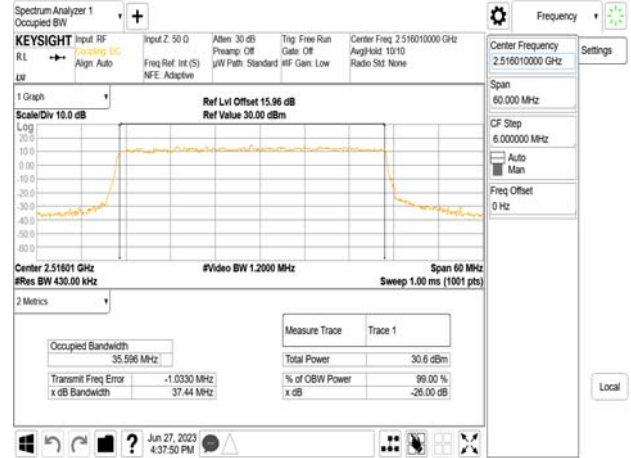 Spectrum Analyzer 1
Occupied BW
Frequency
KEYSIGHT
Input: RF
Coupling: DC
Align: Auto
RL
LU
Input Z: 50 Ω
Freq Ref: Int (S)
NFE: Adaptive
Atten: 30 dB
Preamp: Off
µW Path: Standard
Trig: Free Run
Gate: Off
#IF Gain: Low
Center Freq: 2.516010000 GHz
Avg|Hold: 10/10
Radio Std: None
Center Frequency
2.516010000 GHz
Settings
Span
60.000 MHz
CF Step
6.000000 MHz
Auto
Man
Freq Offset
0 Hz
Local
1 Graph
Scale/Div 10.0 dB
Ref Lvl Offset 15.96 dB
Ref Value 30.00 dBm
Log
20.0
10.0
0.00
-10.0
-20.0
-30.0
-40.0
-50.0
-60.0
Center 2.51601 GHz
#Video BW 1.2000 MHz
Span 60 MHz
#Res BW 430.00 kHz
Sweep 1.00 ms (1001 pts)
2 Metrics
Measure Trace Trace 1
Occupied Bandwidth
35.596 MHz
Total Power 30.6 dBm
Transmit Freq Error -1.0330 MHz
% of OBW Power 99.00 %
x dB Bandwidth 37.44 MHz
x dB -26.00 dB
Jun 27, 2023
4:37:50 PM